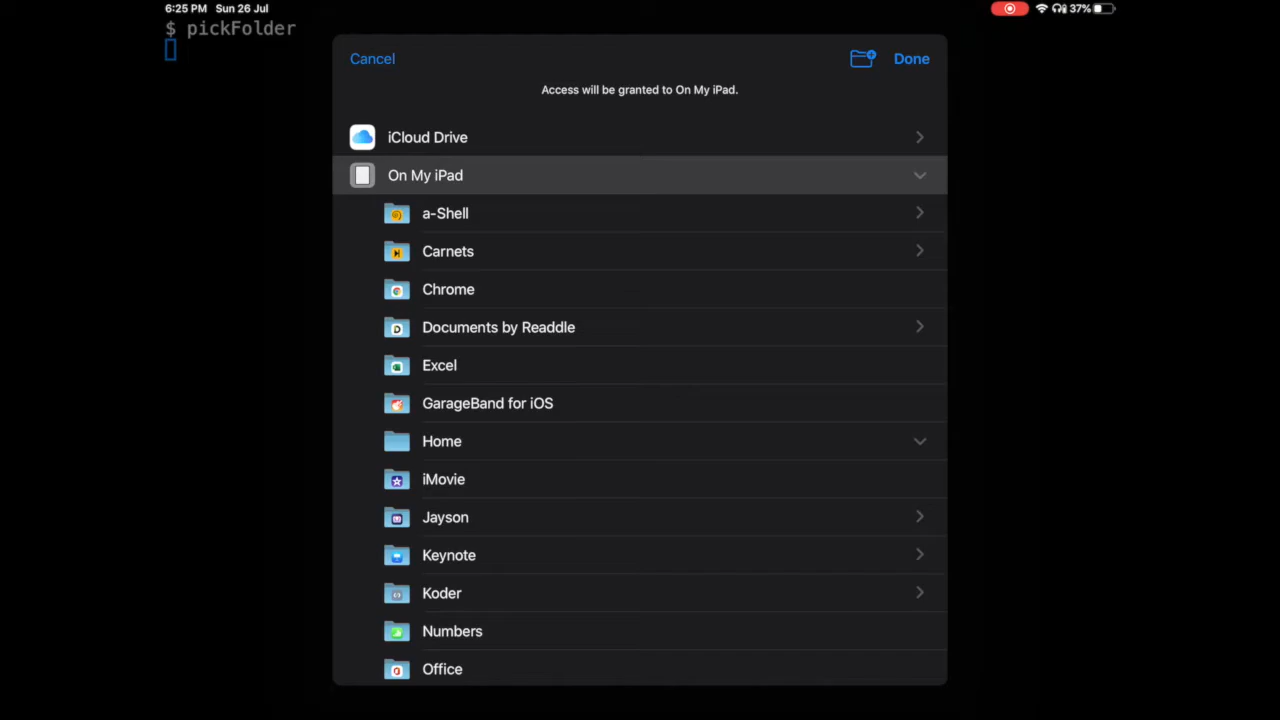 6:25 PM Sun 26 Jul
37%
$ pickFolder
Cancel
Done
Access will be granted to On My iPad.
iCloud Drive
On My iPad
a-Shell
Carnets
Chrome
Documents by Readdle
Excel
GarageBand for iOS
Home
iMovie
Jayson
Keynote
Koder
Numbers
Office